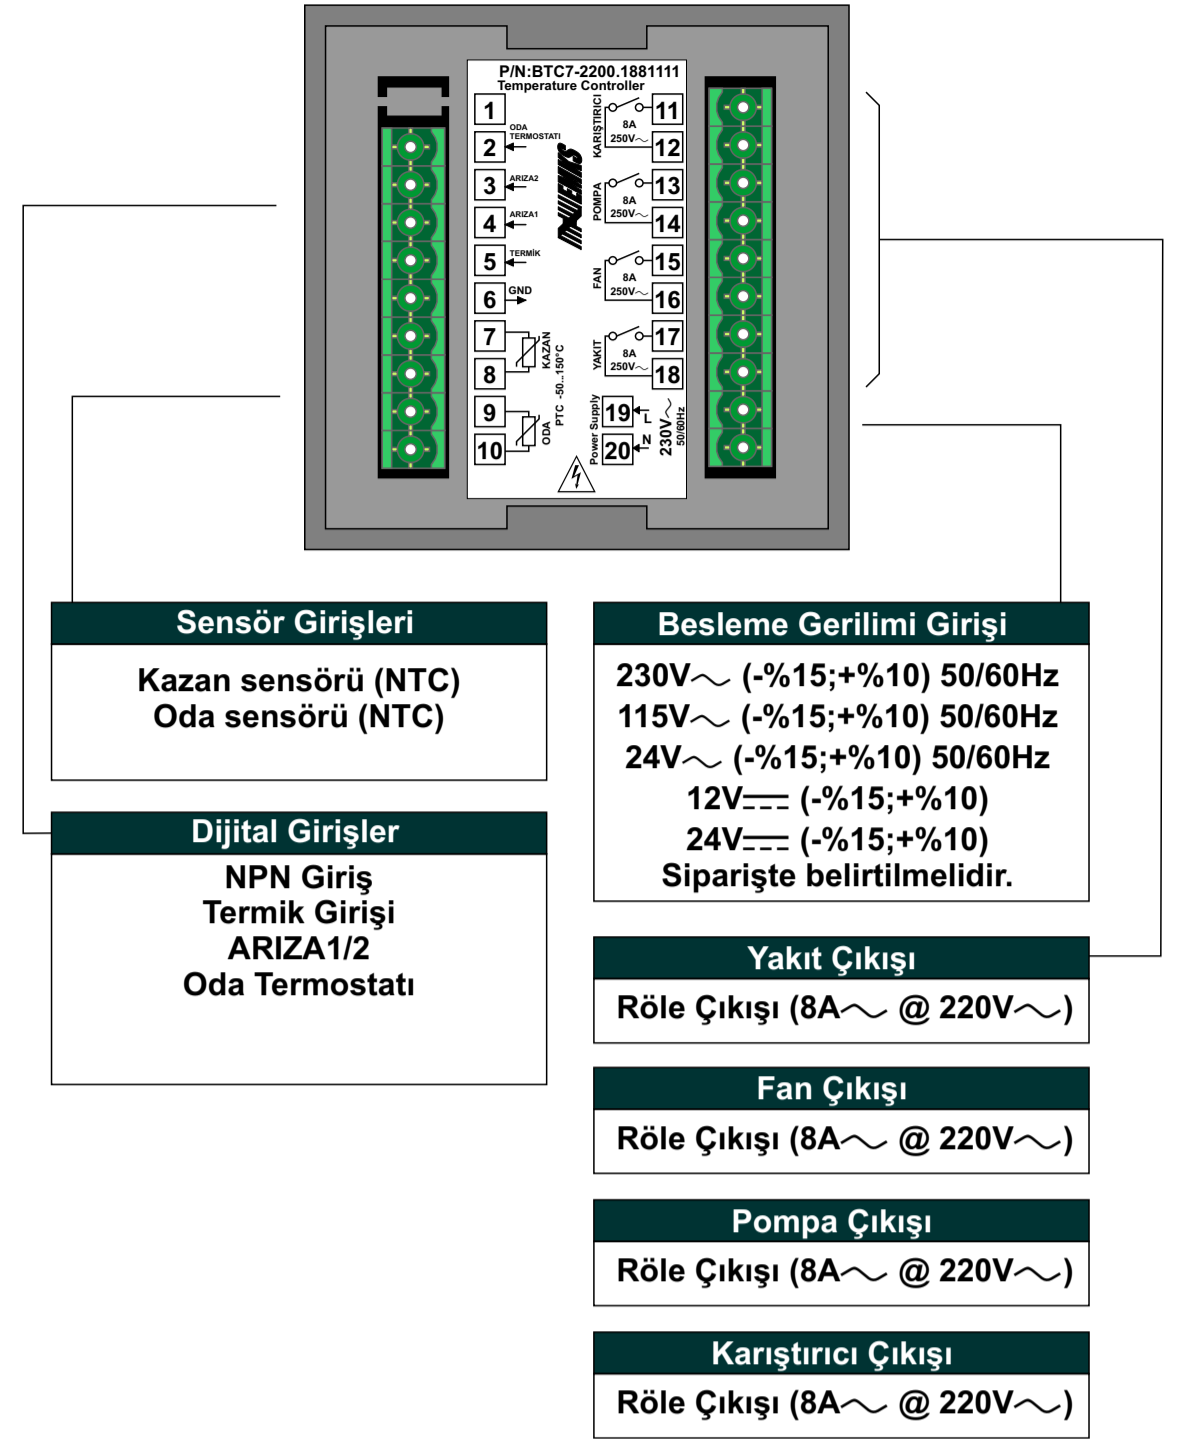 P/N:BTC7-2200.1881111
Temperature Controller
1
2
ODA
TERMOSTATI
3
ARIZA2
4
ARIZA1
5
TERMİK
6
GND
7
8
KAZAN
9
10
ODA
PTC -50...150°C
KARIŞTIRICI
8A
250V～
11
12
POMPA
8A
250V～
13
14
FAN
8A
250V～
15
16
YAKIT
8A
250V～
17
18
Power Supply
19
L
20
N
230V～
50/60Hz
EMKS
Sensör Girişleri
Kazan sensörü (NTC)
Oda sensörü (NTC)
Dijital Girişler
NPN Giriş
Termik Girişi
ARIZA1/2
Oda Termostatı
Besleme Gerilimi Girişi
230V～ (-%15;+%10) 50/60Hz
115V～ (-%15;+%10) 50/60Hz
24V～ (-%15;+%10) 50/60Hz
12V⎓ (-%15;+%10)
24V⎓ (-%15;+%10)
Siparişte belirtilmelidir.
Yakıt Çıkışı
Röle Çıkışı (8A～ @ 220V～)
Fan Çıkışı
Röle Çıkışı (8A～ @ 220V～)
Pompa Çıkışı
Röle Çıkışı (8A～ @ 220V～)
Karıştırıcı Çıkışı
Röle Çıkışı (8A～ @ 220V～)